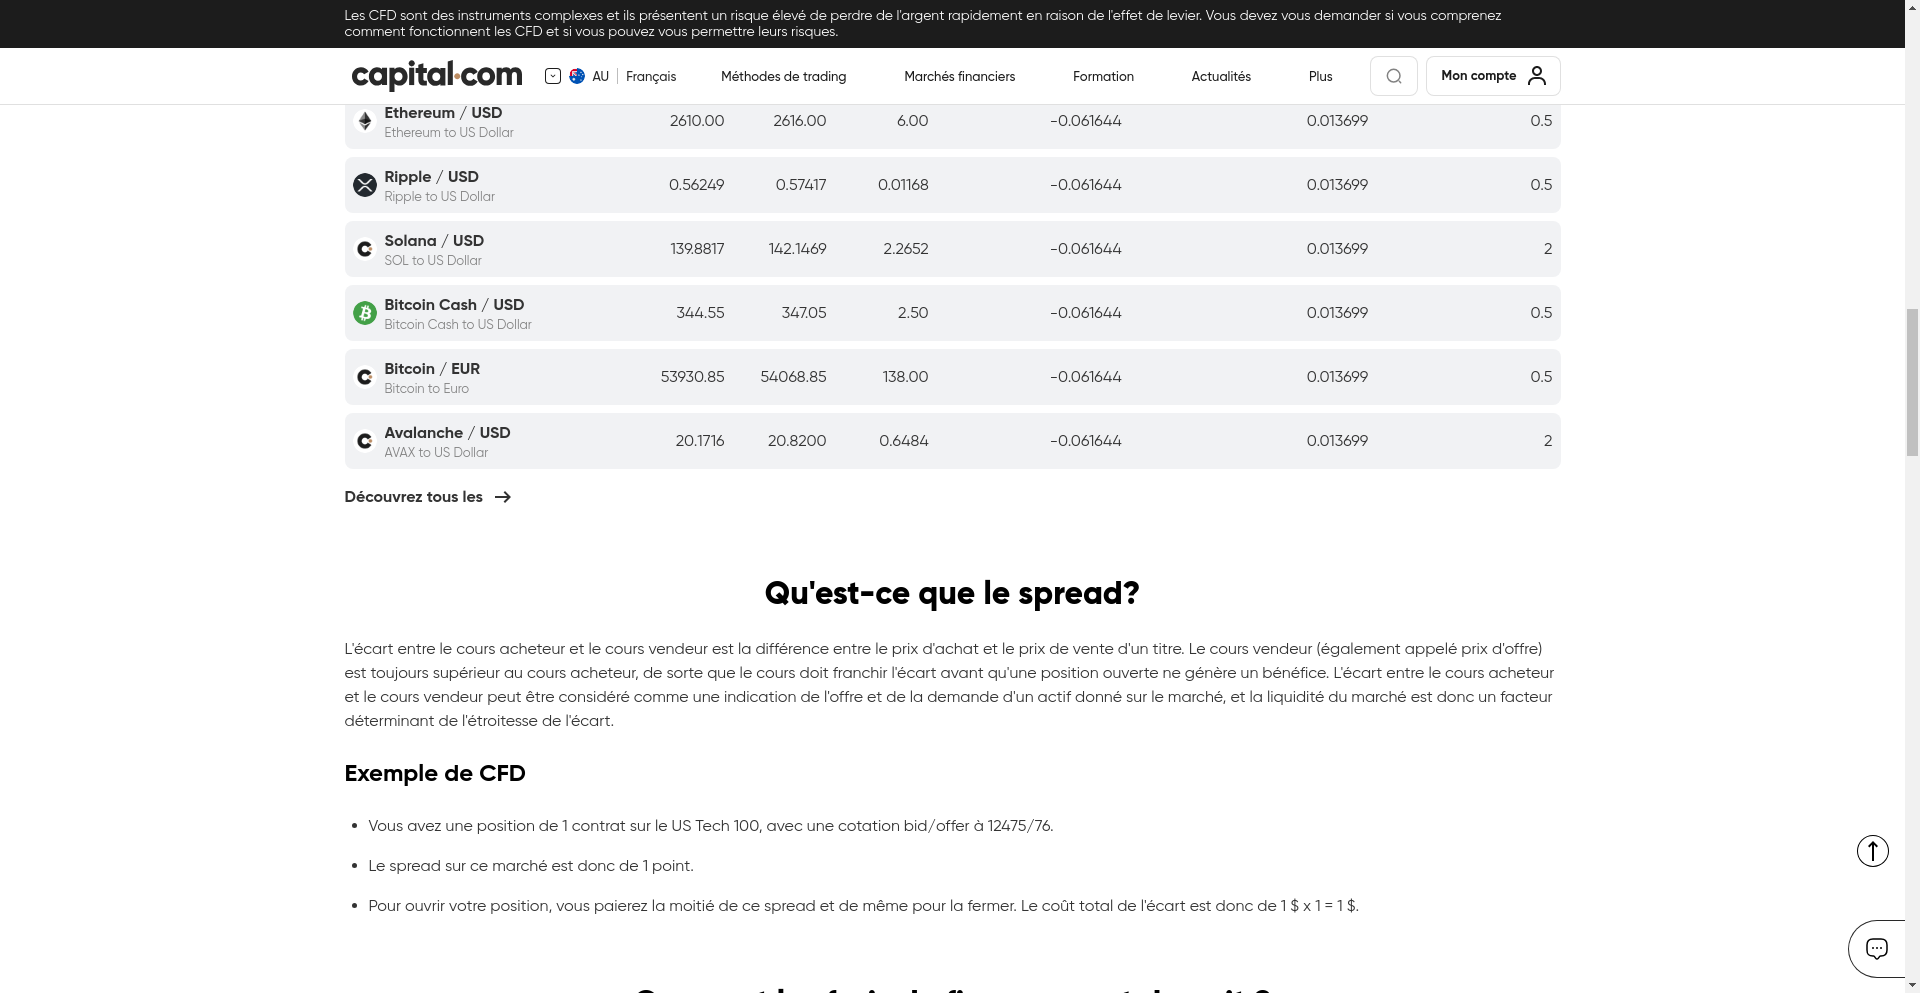 Les CFD sont des instruments complexes et ils présentent un risque élevé de perdre de l'argent rapidement en raison de l'effet de levier. Vous devez vous demander si vous comprenez
comment fonctionnent les CFD et si vous pouvez vous permettre leurs risques.
capital.com AU Français Méthodes de trading Marchés financiers Formation Actualités Plus Mon compte
Ethereum / USD 2610.00 2616.00 6.00 -0.061644 0.013699 0.5
Ethereum to US Dollar
Ripple / USD 0.56249 0.57417 0.01168 -0.061644 0.013699 0.5
Ripple to US Dollar
Solana / USD 139.8817 142.1469 2.2652 -0.061644 0.013699 2
SOL to US Dollar
Bitcoin Cash / USD 344.55 347.05 2.50 -0.061644 0.013699 0.5
Bitcoin Cash to US Dollar
Bitcoin / EUR 53930.85 54068.85 138.00 -0.061644 0.013699 0.5
Bitcoin to Euro
Avalanche / USD 20.1716 20.8200 0.6484 -0.061644 0.013699 2
AVAX to US Dollar
Découvrez tous les
Qu'est-ce que le spread?
L'écart entre le cours acheteur et le cours vendeur est la différence entre le prix d'achat et le prix de vente d'un titre. Le cours vendeur (également appelé prix d'offre)
est toujours supérieur au cours acheteur, de sorte que le cours doit franchir l'écart avant qu'une position ouverte ne génère un bénéfice. L'écart entre le cours acheteur
et le cours vendeur peut être considéré comme une indication de l'offre et de la demande d'un actif donné sur le marché, et la liquidité du marché est donc un facteur
déterminant de l'étroitesse de l'écart.
Exemple de CFD
• Vous avez une position de 1 contrat sur le US Tech 100, avec une cotation bid/offer à 12475/76.
• Le spread sur ce marché est donc de 1 point.
• Pour ouvrir votre position, vous paierez la moitié de ce spread et de même pour la fermer. Le coût total de l'écart est donc de 1 $ x 1 = 1 $.